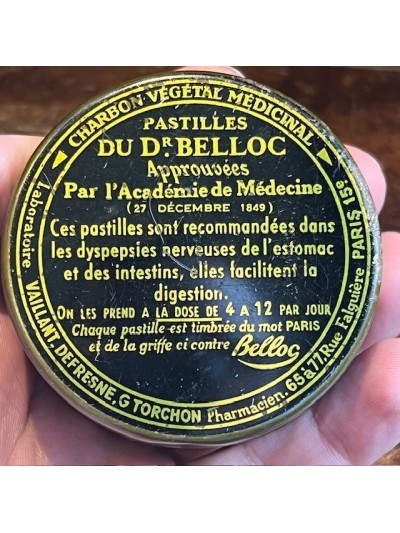 CHARBON VÉGÉTAL MÉDICINAL
PASTILLES
DU DR. BELLOC
Approuvées
Par l'Académie de Médecine
(27 DÉCEMBRE 1849)
Ces pastilles sont recommandées dans
les dyspepsies nerveuses de l'estomac
et des intestins, elles facilitent la
digestion.
ON LES PREND A LA DOSE DE 4 A 12 PAR JOUR
Chaque pastille est timbrée du mot PARIS
et de la griffe ci contre Belloc
Laboratoire VAILLANT, DEFRESNE, G TORCHON Pharmacien. 65 à 77, Rue Falguière PARIS 15e